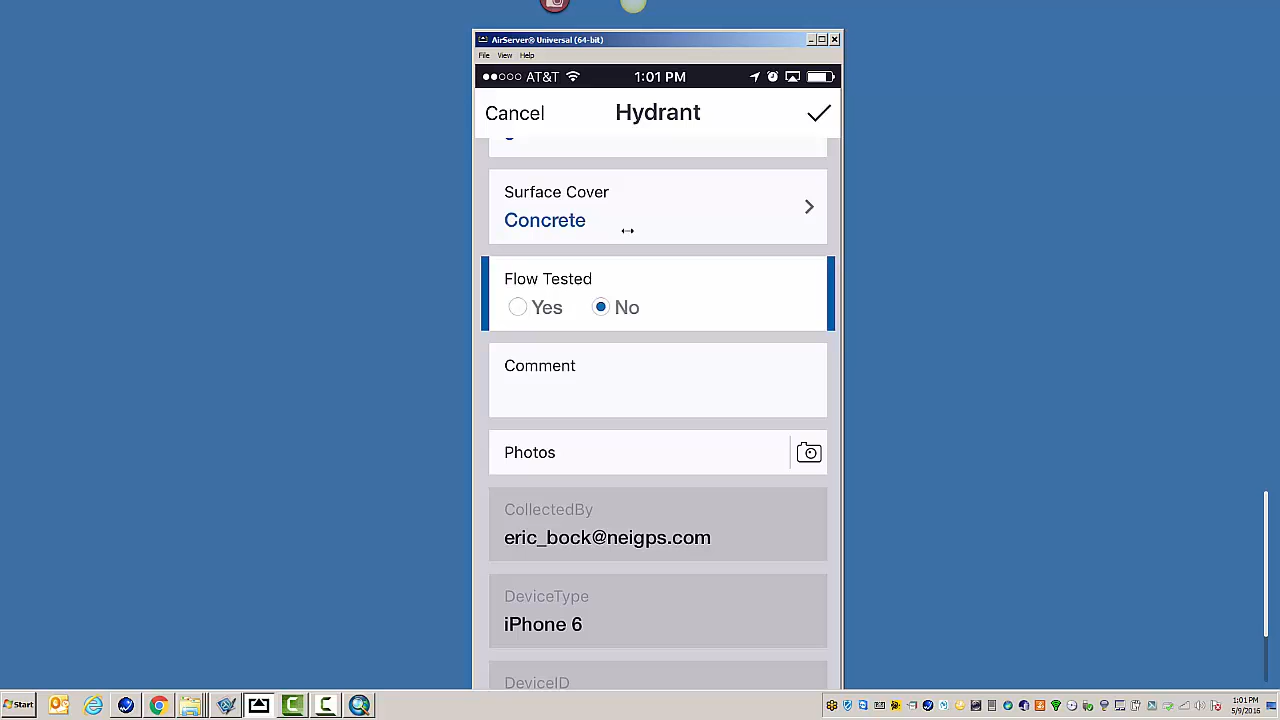 AirServer® Universal (64-bit)
File View Help
AT&T 1:01 PM
Cancel Hydrant
Surface Cover
Concrete
Flow Tested
Yes No
Comment
Photos
CollectedBy
eric_bock@neigps.com
DeviceType
iPhone 6
DeviceID
Start
1:01 PM
5/9/2016